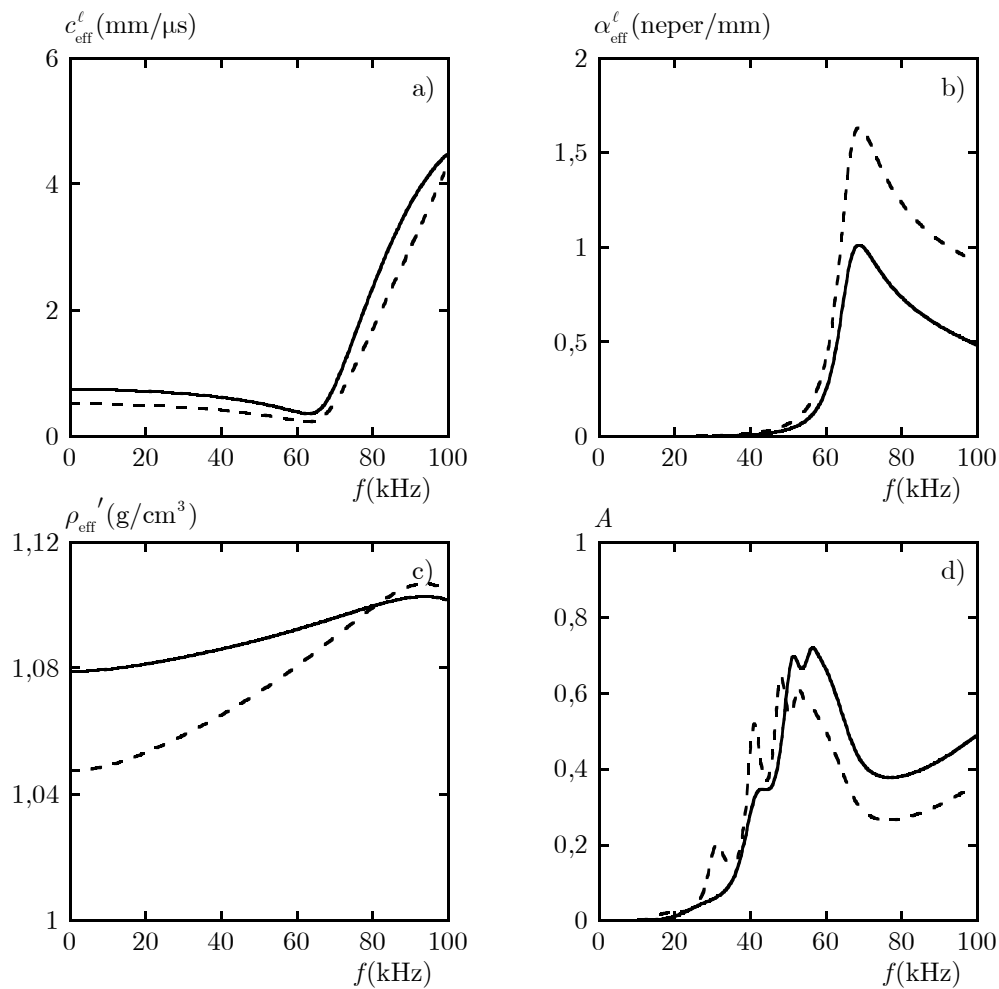 c^ℓ_eff (mm/μs)
6
a)
4
2
0
0 20 40 60 80 100
f(kHz)
α^ℓ_eff (neper/mm)
2
b)
1,5
1
0,5
0
0 20 40 60 80 100
f(kHz)
ρ_eff′ (g/cm³)
1,12
c)
1,08
1,04
1
0 20 40 60 80 100
f(kHz)
A
1
d)
0,8
0,6
0,4
0,2
0
0 20 40 60 80 100
f(kHz)